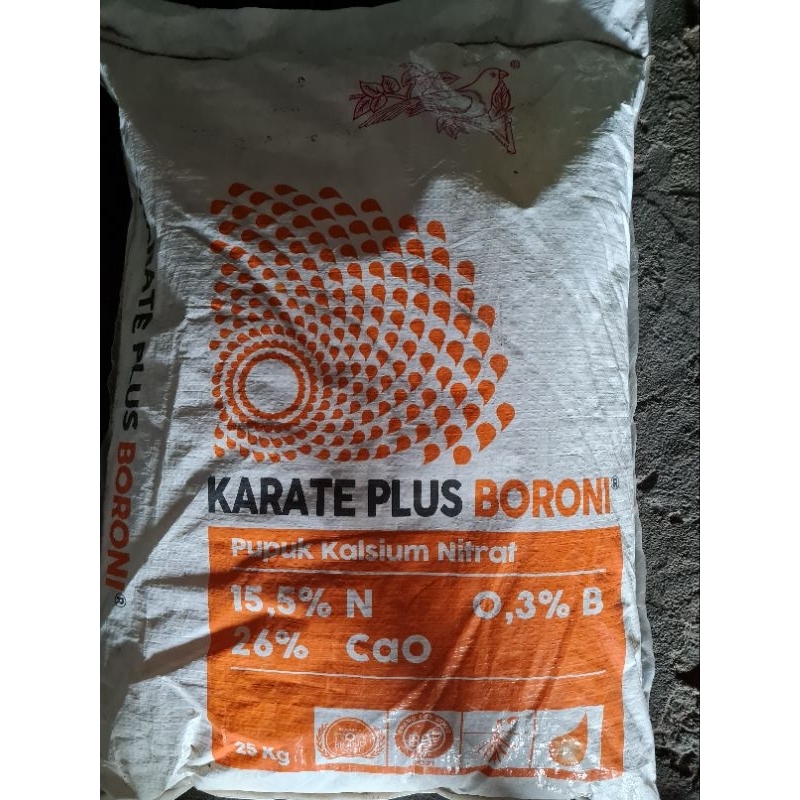 KARATE PLUS BORONI®
Pupuk Kalsium Nitrat
15,5% N
0,3% B
26% CaO
25 Kg
KARATE PLUS BORONI®